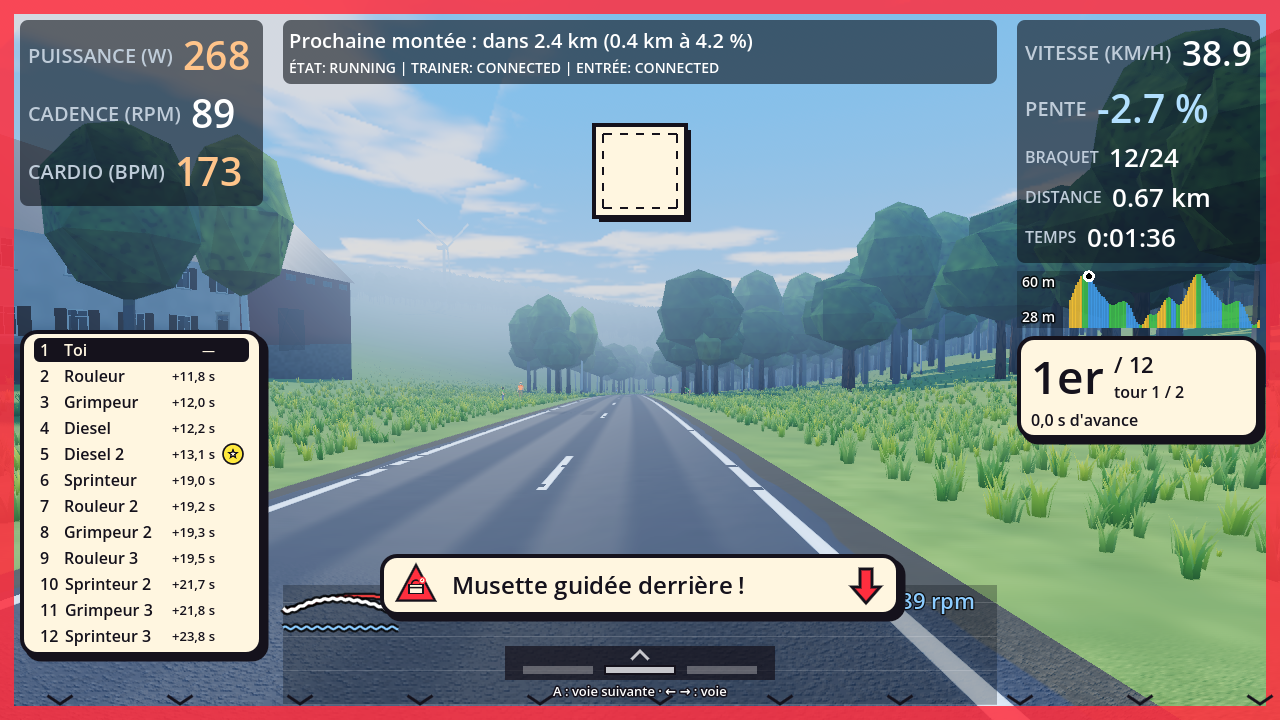 PUISSANCE (W) 268
CADENCE (RPM) 89
CARDIO (BPM) 173
Prochaine montée : dans 2.4 km (0.4 km à 4.2 %)
ÉTAT: RUNNING | TRAINER: CONNECTED | ENTRÉE: CONNECTED
VITESSE (KM/H) 38.9
PENTE -2.7 %
BRAQUET 12/24
DISTANCE 0.67 km
TEMPS 0:01:36
60 m
28 m
1er / 12
tour 1 / 2
0,0 s d'avance
1 Toi —
2 Rouleur +11,8 s
3 Grimpeur +12,0 s
4 Diesel +12,2 s
5 Diesel 2 +13,1 s
6 Sprinteur +19,0 s
7 Rouleur 2 +19,2 s
8 Grimpeur 2 +19,3 s
9 Rouleur 3 +19,5 s
10 Sprinteur 2 +21,7 s
11 Grimpeur 3 +21,8 s
12 Sprinteur 3 +23,8 s
Musette guidée derrière !
89 rpm
A : voie suivante · ← → : voie